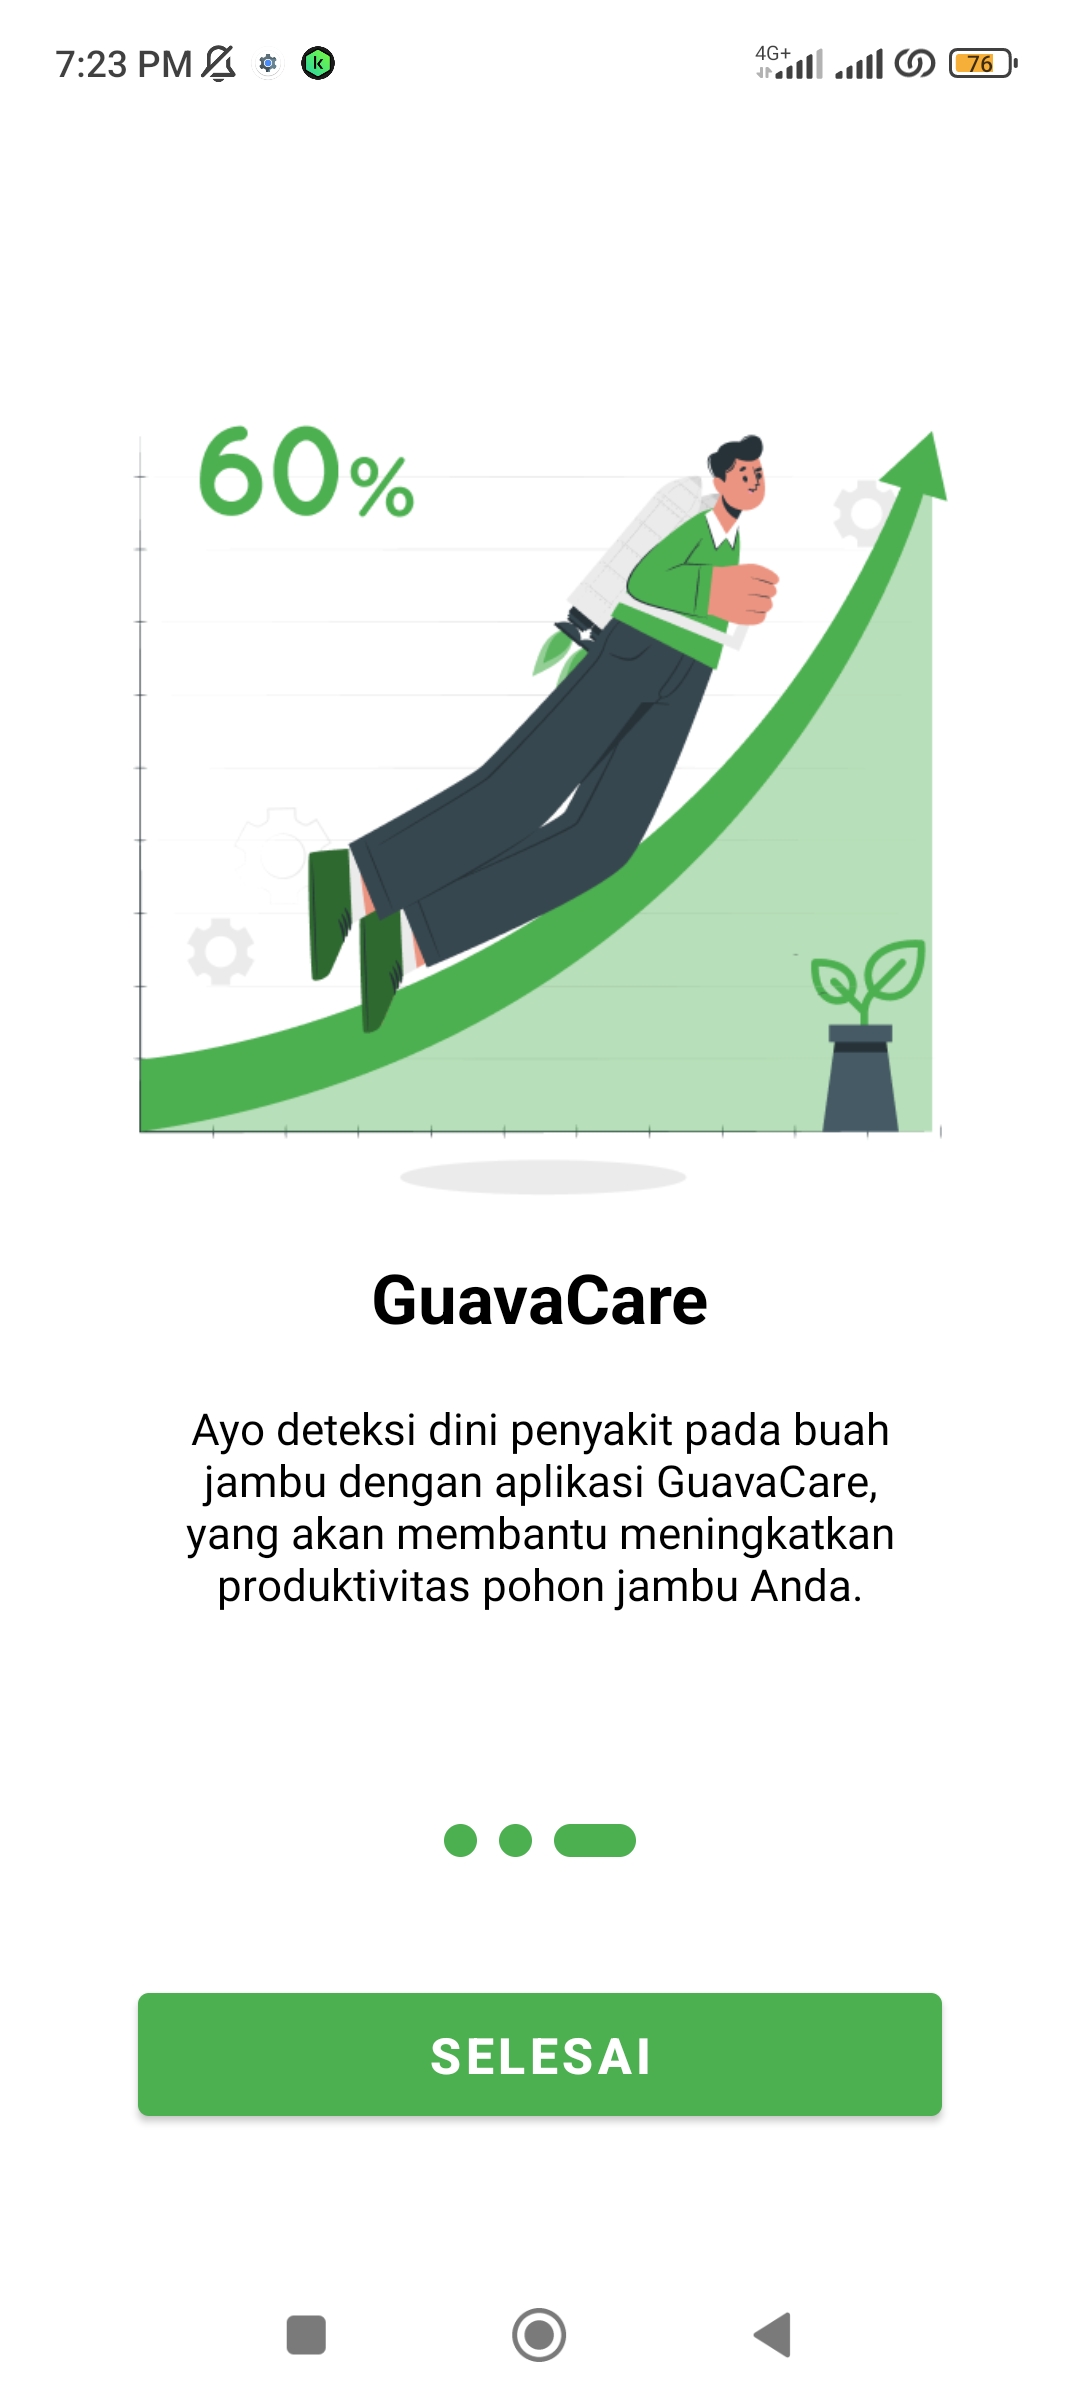 7:23 PM
4G+
76
60%
GuavaCare
Ayo deteksi dini penyakit pada buah
jambu dengan aplikasi GuavaCare,
yang akan membantu meningkatkan
produktivitas pohon jambu Anda.
SELESAI